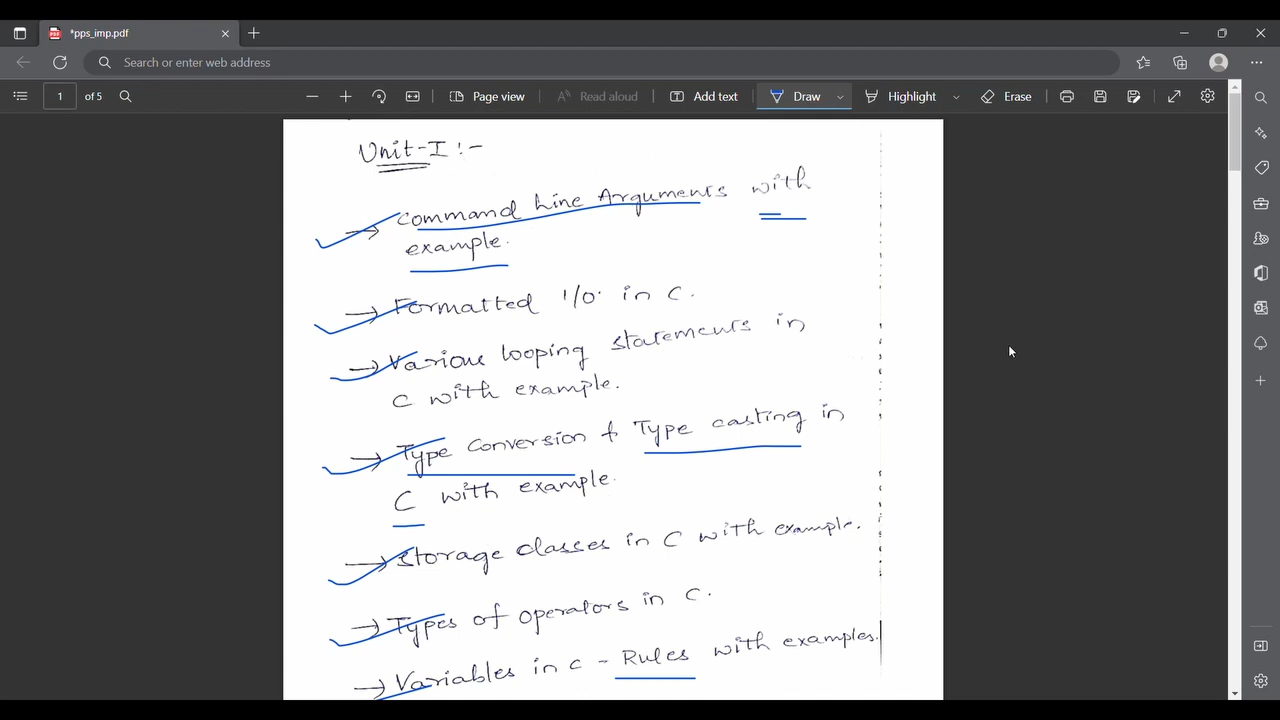 *pps_imp.pdf
Search or enter web address
1 of 5
Page view
Read aloud
Add text
Draw
Highlight
Erase
Unit-I :-
→ Command Line Arguments with
example.
→ Formatted I/O in C.
→ Various looping statements in
C with example.
→ Type conversion & Type casting in
C with example.
→ Storage classes in C with example.
→ Types of operators in C.
→ Variables in C - Rules with examples.